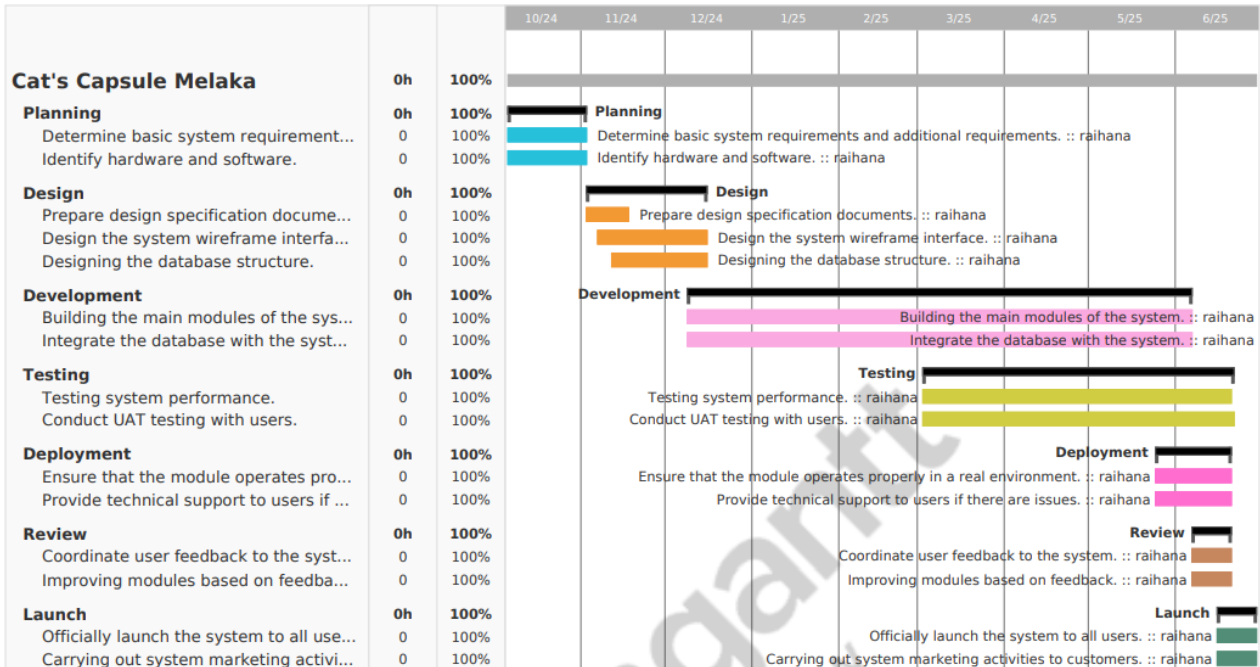 10/24 11/24 12/24 1/25 2/25 3/25 4/25 5/25 6/25
Cat's Capsule Melaka 0h 100%
Planning 0h 100% Planning
Determine basic system requirement... 0 100% Determine basic system requirements and additional requirements. :: raihana
Identify hardware and software. 0 100% Identify hardware and software. :: raihana
Design 0h 100% Design
Prepare design specification docume... 0 100% Prepare design specification documents. :: raihana
Design the system wireframe interfa... 0 100% Design the system wireframe interface. :: raihana
Designing the database structure. 0 100% Designing the database structure. :: raihana
Development 0h 100% Development
Building the main modules of the sys... 0 100% Building the main modules of the system. :: raihana
Integrate the database with the syst... 0 100% Integrate the database with the system. :: raihana
Testing 0h 100% Testing
Testing system performance. 0 100% Testing system performance. :: raihana
Conduct UAT testing with users. 0 100% Conduct UAT testing with users. :: raihana
Deployment 0h 100% Deployment
Ensure that the module operates pro... 0 100% Ensure that the module operates properly in a real environment. :: raihana
Provide technical support to users if ... 0 100% Provide technical support to users if there are issues. :: raihana
Review 0h 100% Review
Coordinate user feedback to the syst... 0 100% Coordinate user feedback to the system. :: raihana
Improving modules based on feedba... 0 100% Improving modules based on feedback. :: raihana
Launch 0h 100% Launch
Officially launch the system to all use... 0 100% Officially launch the system to all users. :: raihana
Carrying out system marketing activi... 0 100% Carrying out system marketing activities to customers. :: raihana